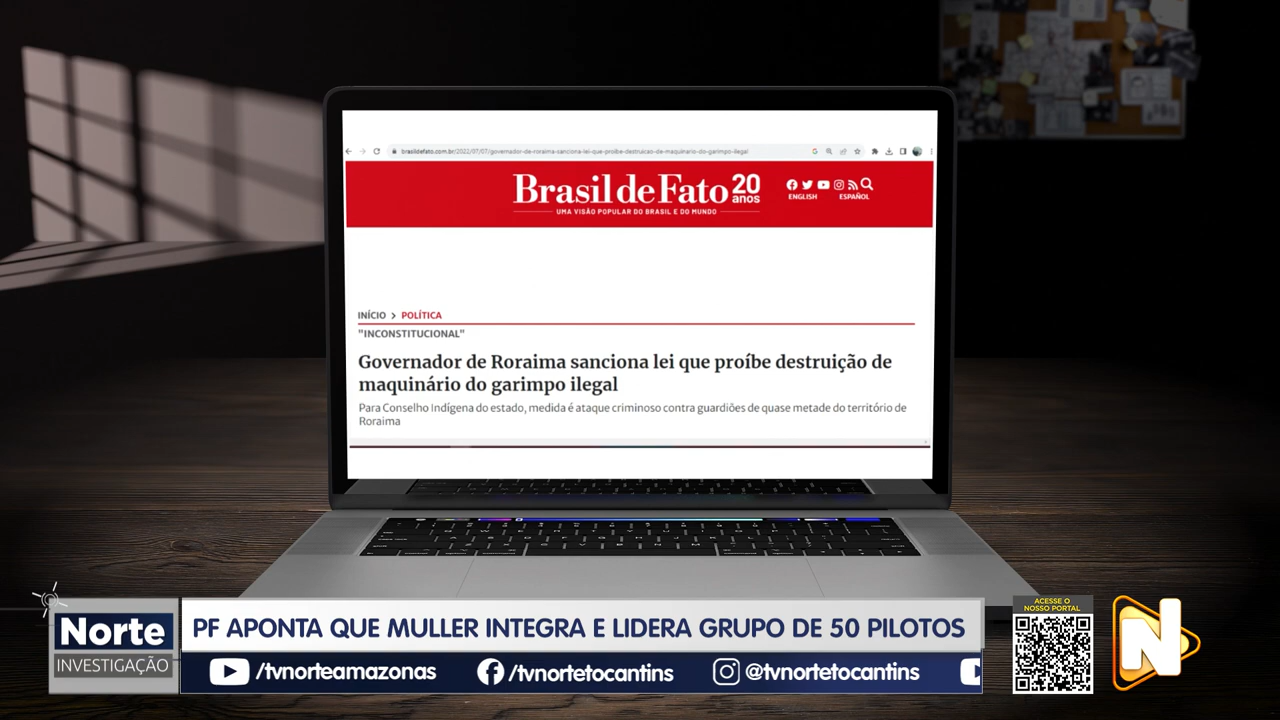 brasildefato.com.br/2022/07/07/governador-de-roraima-sanciona-lei-que-proibe-destruicao-de-maquinario-do-garimpo-ilegal
Brasil de Fato 20 anos
UMA VISÃO POPULAR DO BRASIL E DO MUNDO
ENGLISH ESPAÑOL
INÍCIO > POLÍTICA
"INCONSTITUCIONAL"
Governador de Roraima sanciona lei que proíbe destruição de
maquinário do garimpo ilegal
Para Conselho Indígena do estado, medida é ataque criminoso contra guardiões de quase metade do território de
Roraima
Norte
INVESTIGAÇÃO
PF APONTA QUE MULLER INTEGRA E LIDERA GRUPO DE 50 PILOTOS
/tvnorteamazonas /tvnortetocantins @tvnortetocantins
ACESSE O
NOSSO PORTAL
N